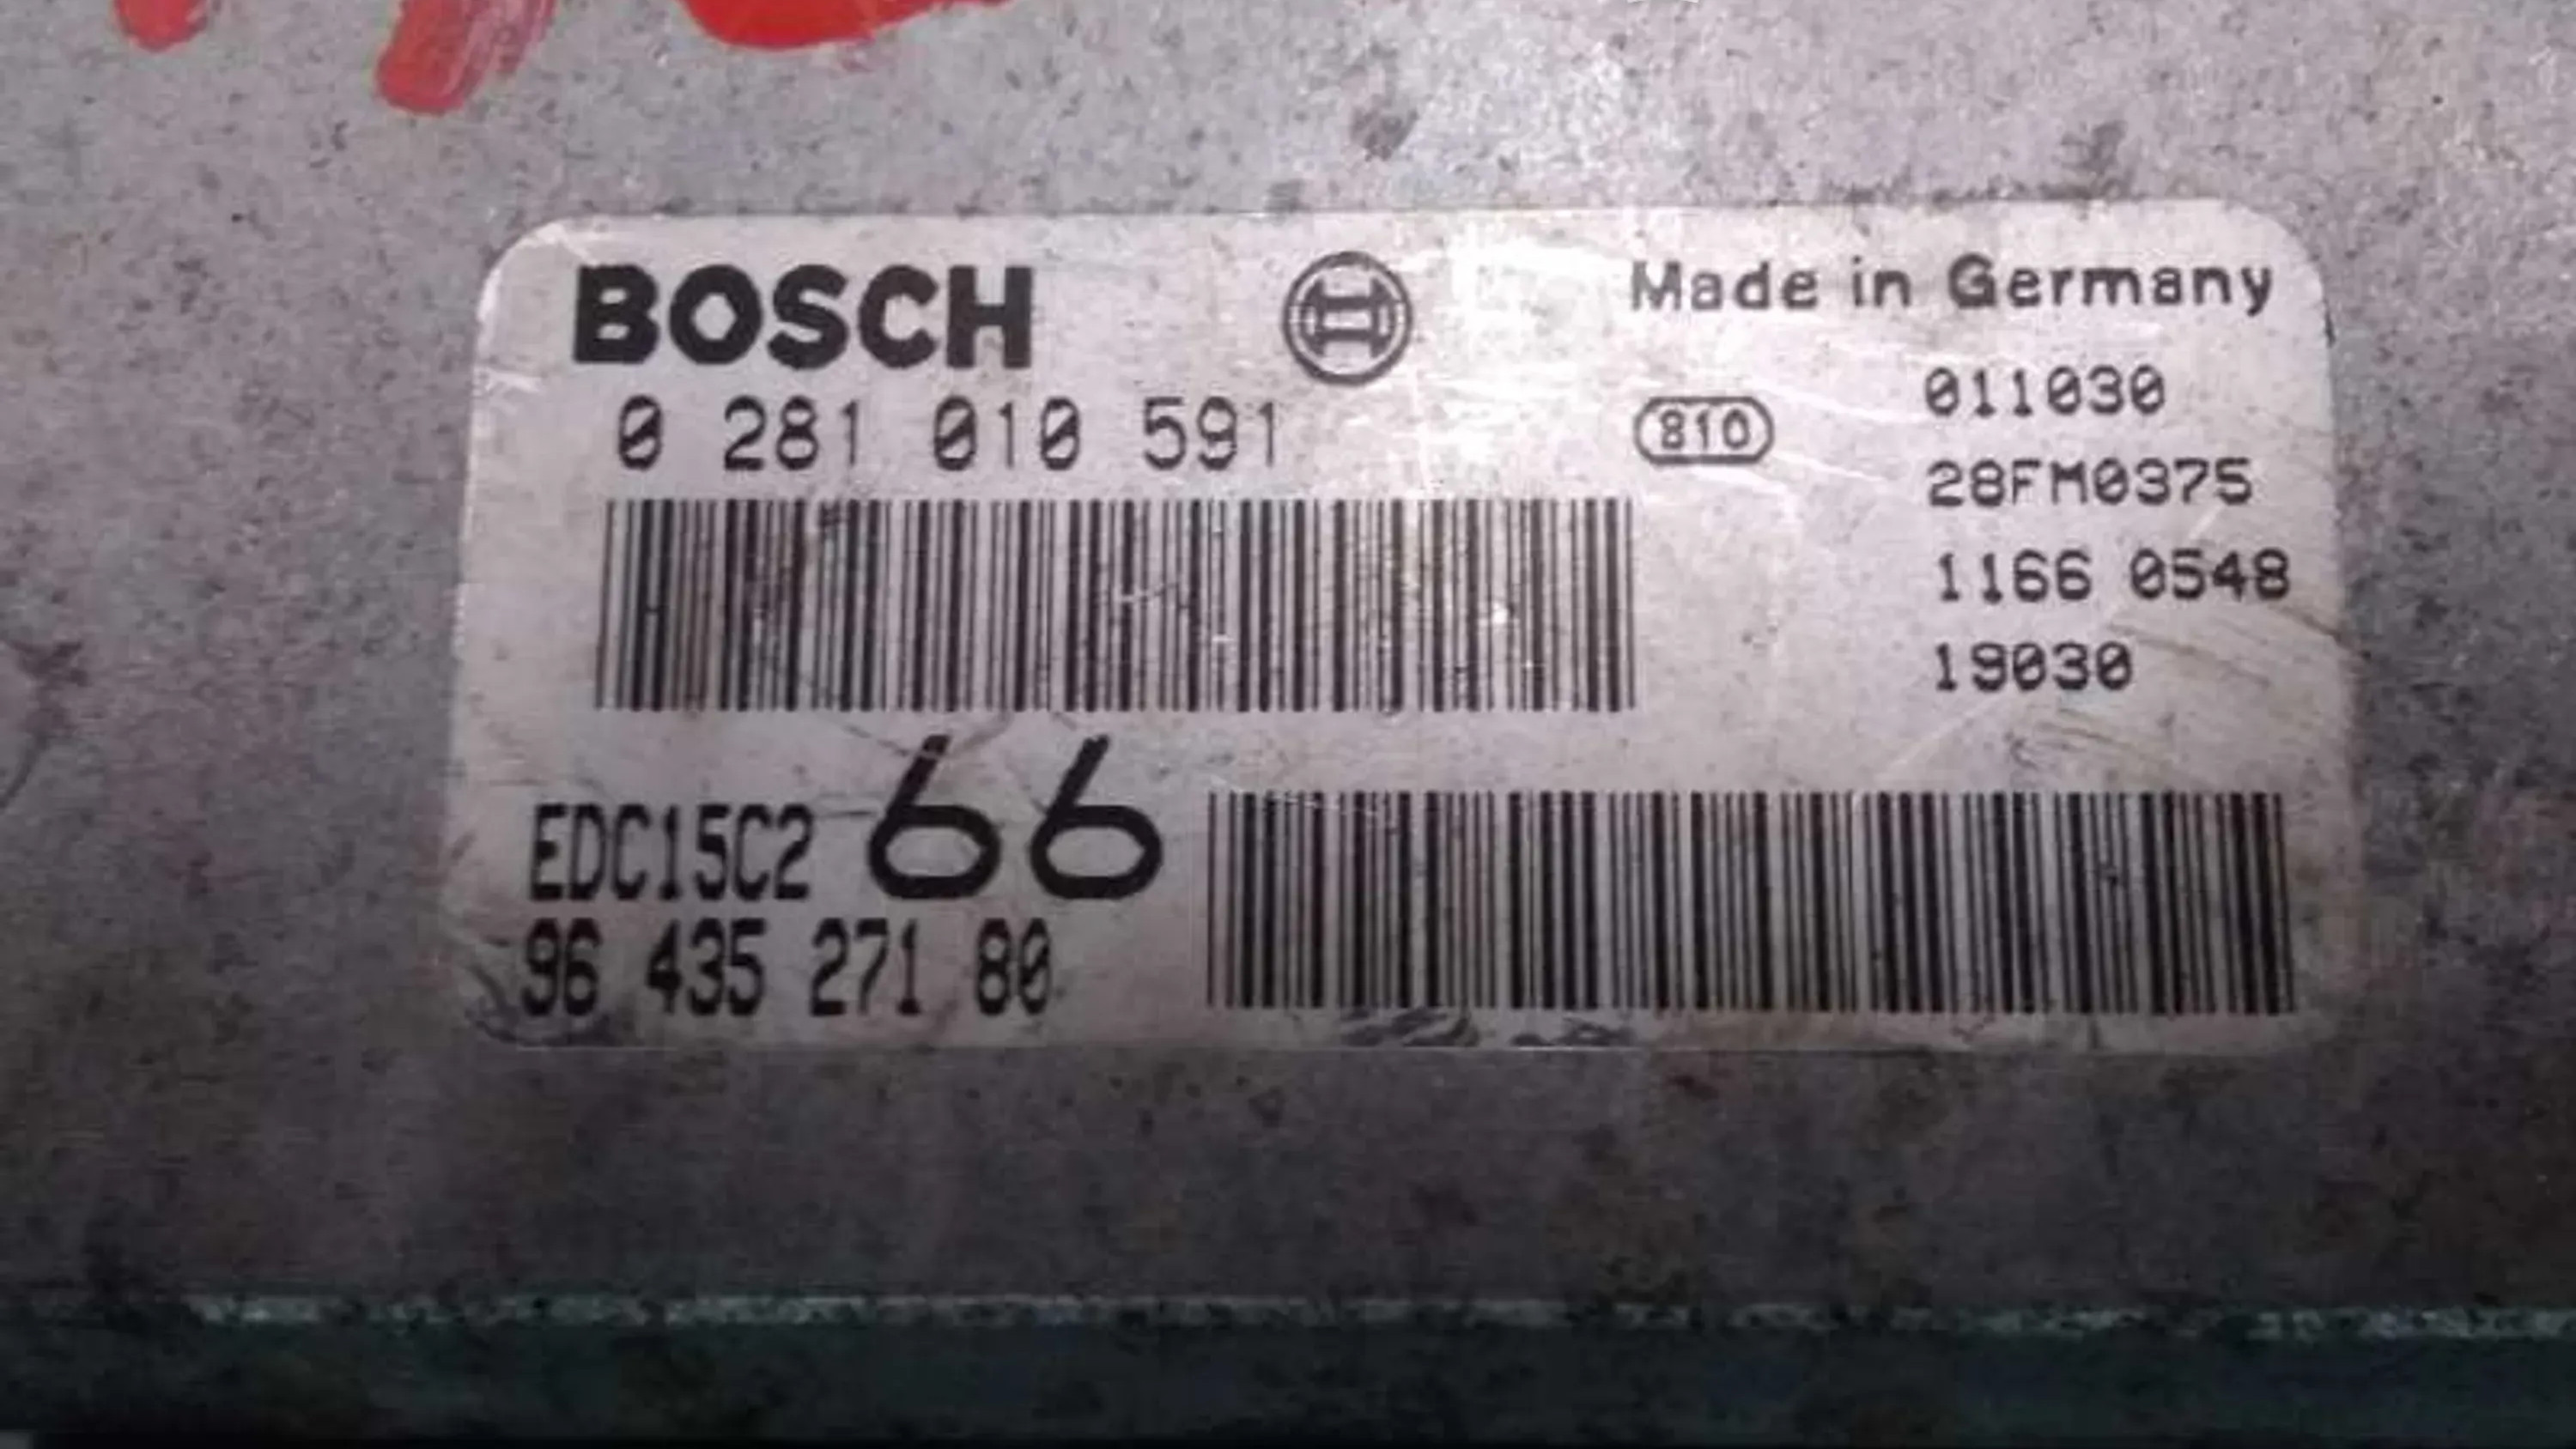 BOSCH
Made in Germany
0 281 010 591
810
011030
28FM0375
1166 0548
19030
EDC15C2 66
96 435 271 80